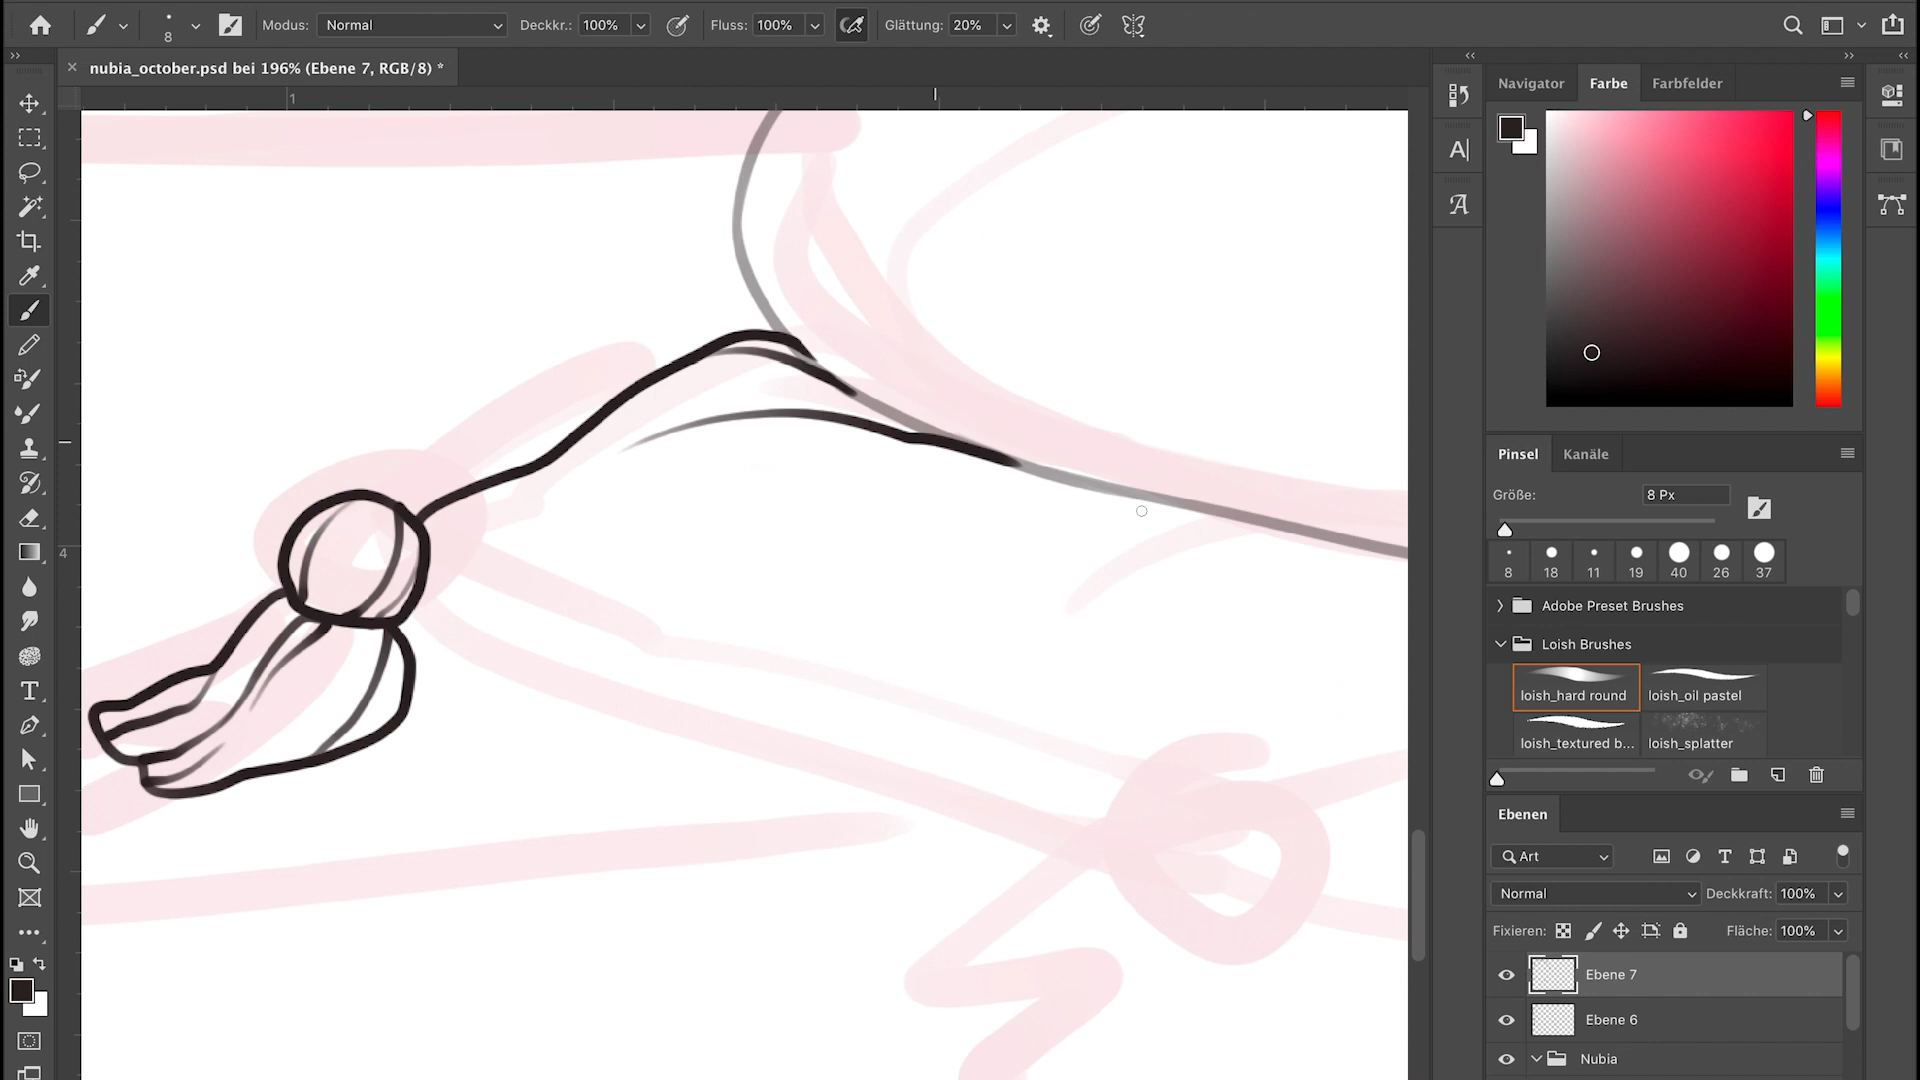 8
Modus: Normal Deckkr.: 100% Fluss: 100% Glättung: 20%
nubia_october.psd bei 196% (Ebene 7, RGB/8) *
1
4
Navigator Farbe Farbfelder
Pinsel Kanäle
Größe: 8 Px
8 18 11 19 40 26 37
Adobe Preset Brushes
Loish Brushes
loish_hard round loish_oil pastel
loish_textured b... loish_splatter
Ebenen
Art
Normal Deckkraft: 100%
Fixieren: Fläche: 100%
Ebene 7
Ebene 6
Nubia